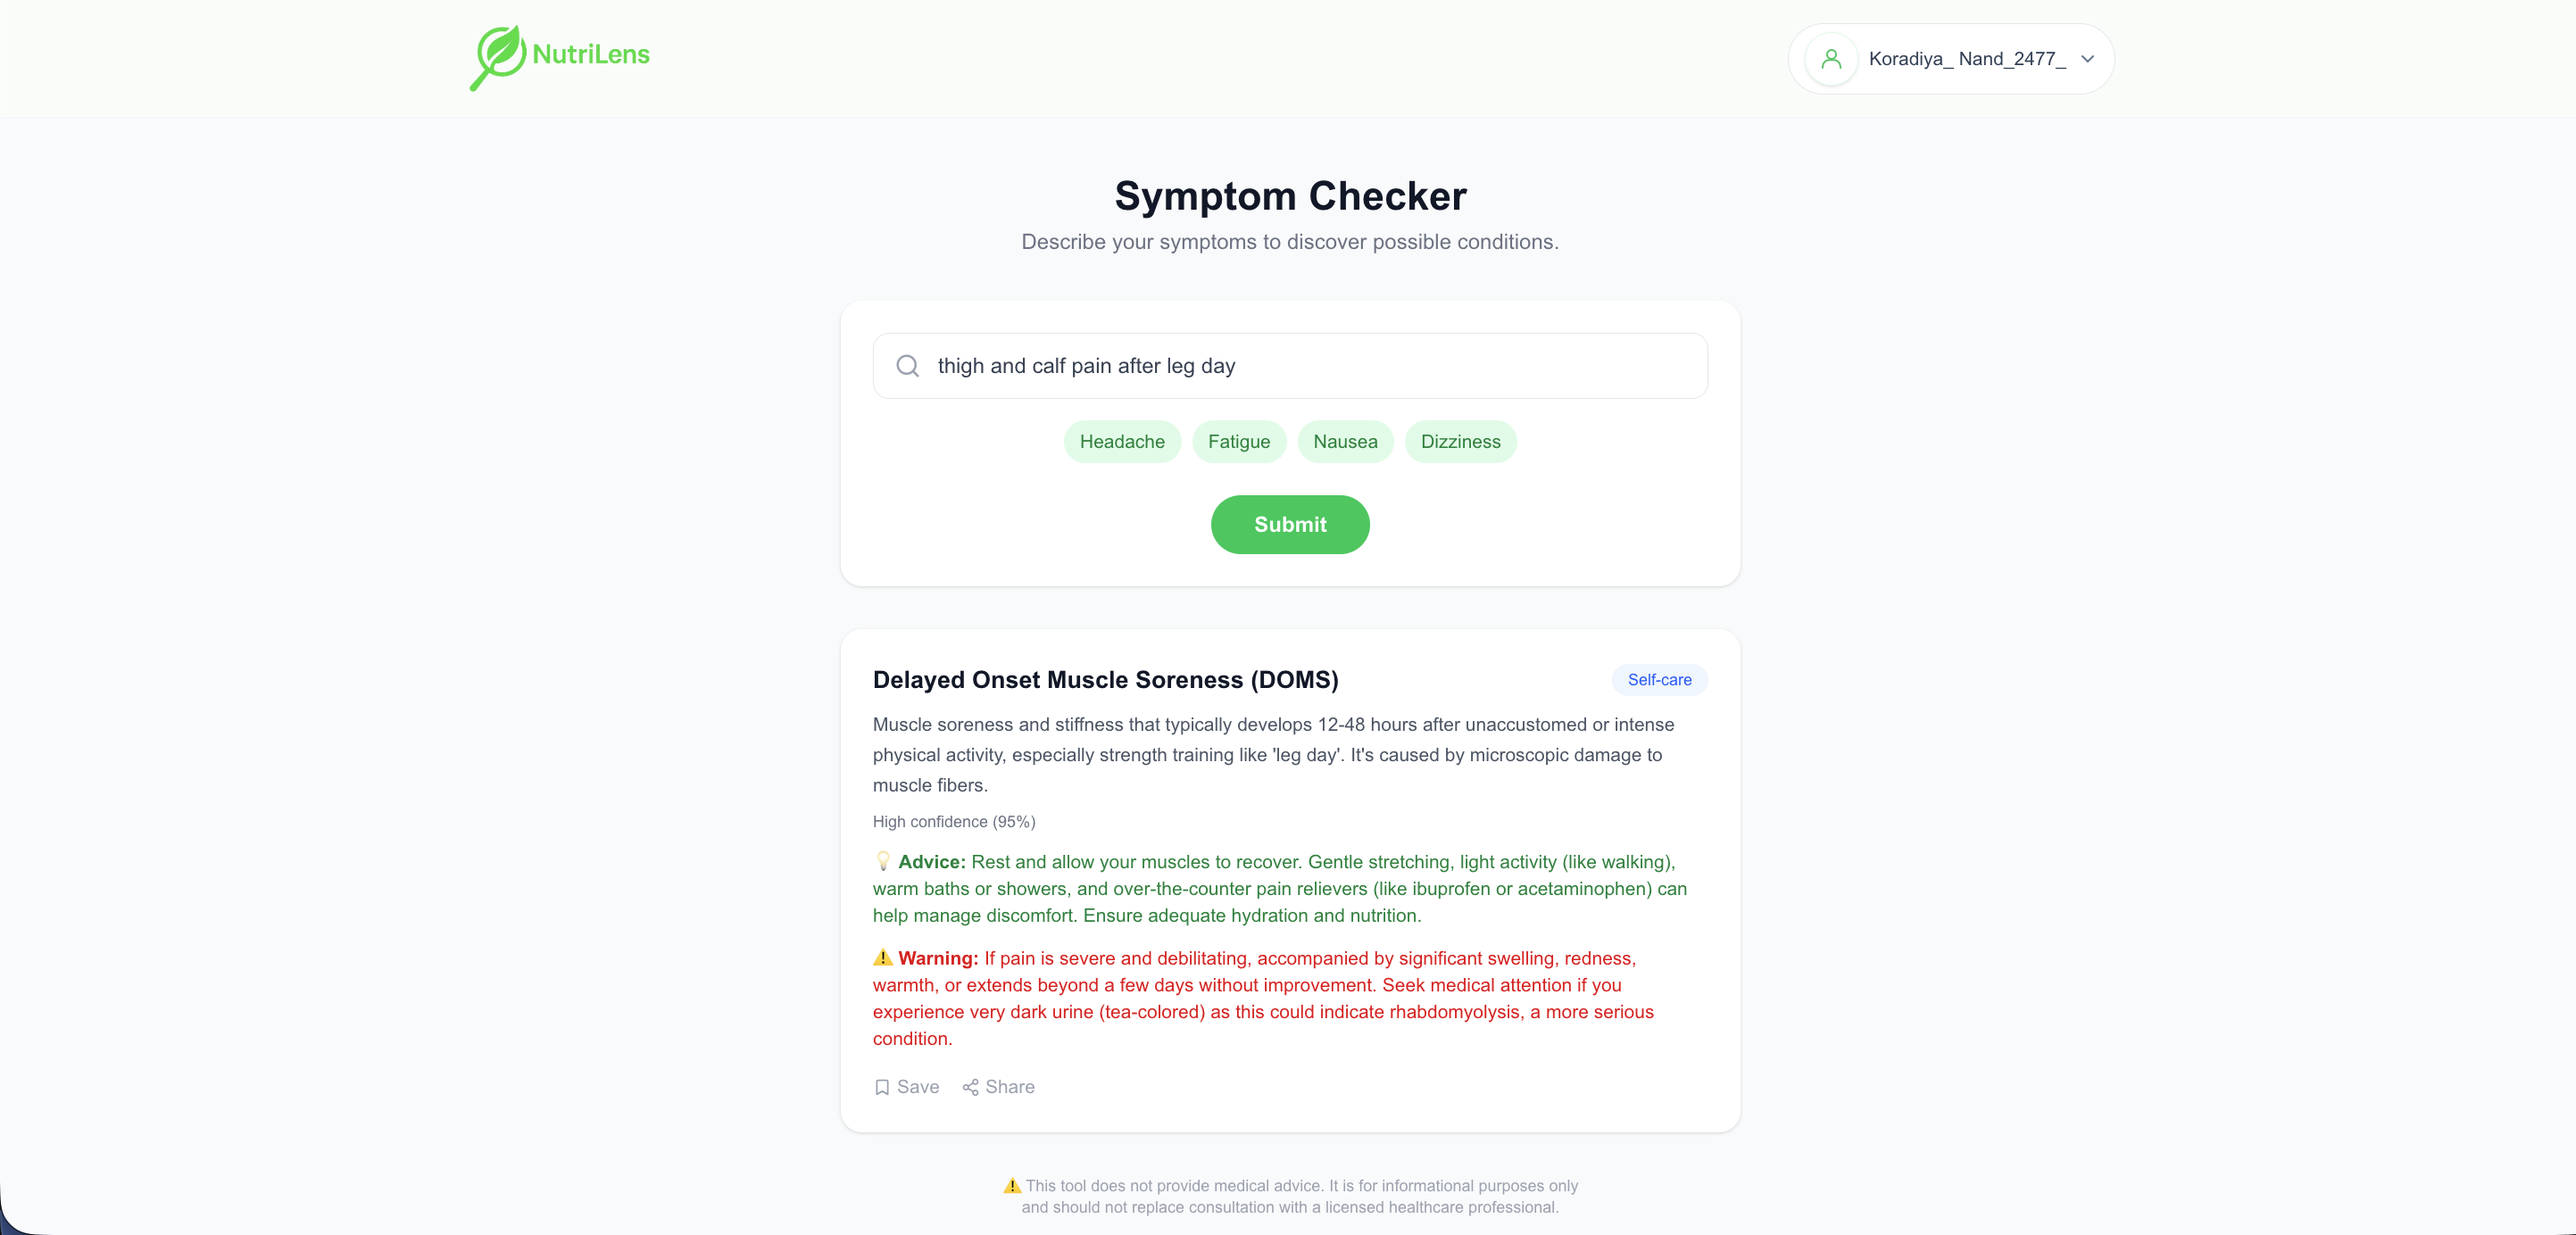 NutriLens
Koradiya_ Nand_2477_
Symptom Checker
Describe your symptoms to discover possible conditions.
thigh and calf pain after leg day
Headache Fatigue Nausea Dizziness
Submit
Delayed Onset Muscle Soreness (DOMS) Self-care
Muscle soreness and stiffness that typically develops 12-48 hours after unaccustomed or intense
physical activity, especially strength training like 'leg day'. It's caused by microscopic damage to
muscle fibers.
High confidence (95%)
💡 Advice: Rest and allow your muscles to recover. Gentle stretching, light activity (like walking),
warm baths or showers, and over-the-counter pain relievers (like ibuprofen or acetaminophen) can
help manage discomfort. Ensure adequate hydration and nutrition.
⚠️ Warning: If pain is severe and debilitating, accompanied by significant swelling, redness,
warmth, or extends beyond a few days without improvement. Seek medical attention if you
experience very dark urine (tea-colored) as this could indicate rhabdomyolysis, a more serious
condition.
Save Share
⚠️ This tool does not provide medical advice. It is for informational purposes only
and should not replace consultation with a licensed healthcare professional.